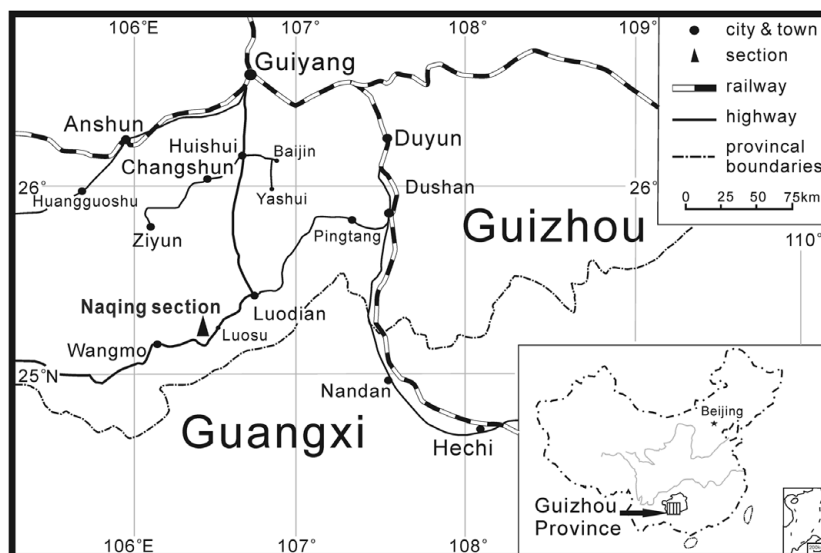 106°E
107°
108°
109
city & town
section
railway
highway
provincal
boundaries
0 25 50 75km
Guiyang
Anshun
Huishui
Changshun
Baijin
Yashui
Huangguoshu
Ziyun
Duyun
Dushan
26°
26°
Pingtang
Guizhou
110°
Naqing section
Luodian
Luosu
Wangmo
25°N
Nandan
Guangxi
Hechi
Beijing
Guizhou
Province
106°E
107°
108°